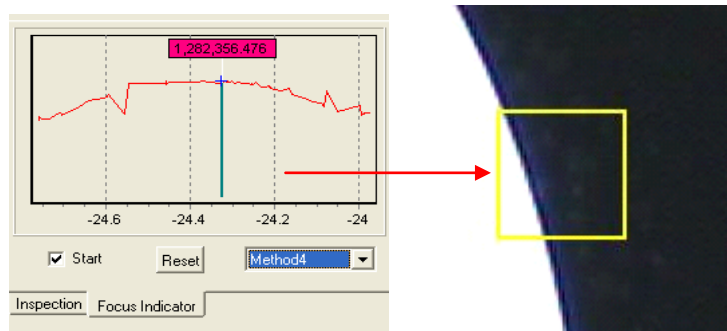 1,282,356.476
-24.6 -24.4 -24.2 -24
Start Reset Method4
Inspection Focus Indicator